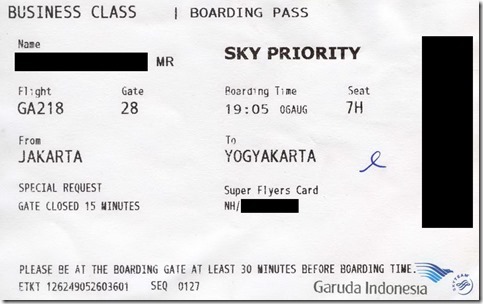 BUSINESS CLASS | BOARDING PASS
Name
MR SKY PRIORITY
Flight Gate Boarding Time Seat
GA218 28 19:05 06AUG 7H
From To
JAKARTA YOGYAKARTA
SPECIAL REQUEST Super Flyers Card
GATE CLOSED 15 MINUTES NH/
PLEASE BE AT THE BOARDING GATE AT LEAST 30 MINUTES BEFORE BOARDING TIME.
ETKT 126249052603601 SEQ 0127 Garuda Indonesia
SKYTEAM